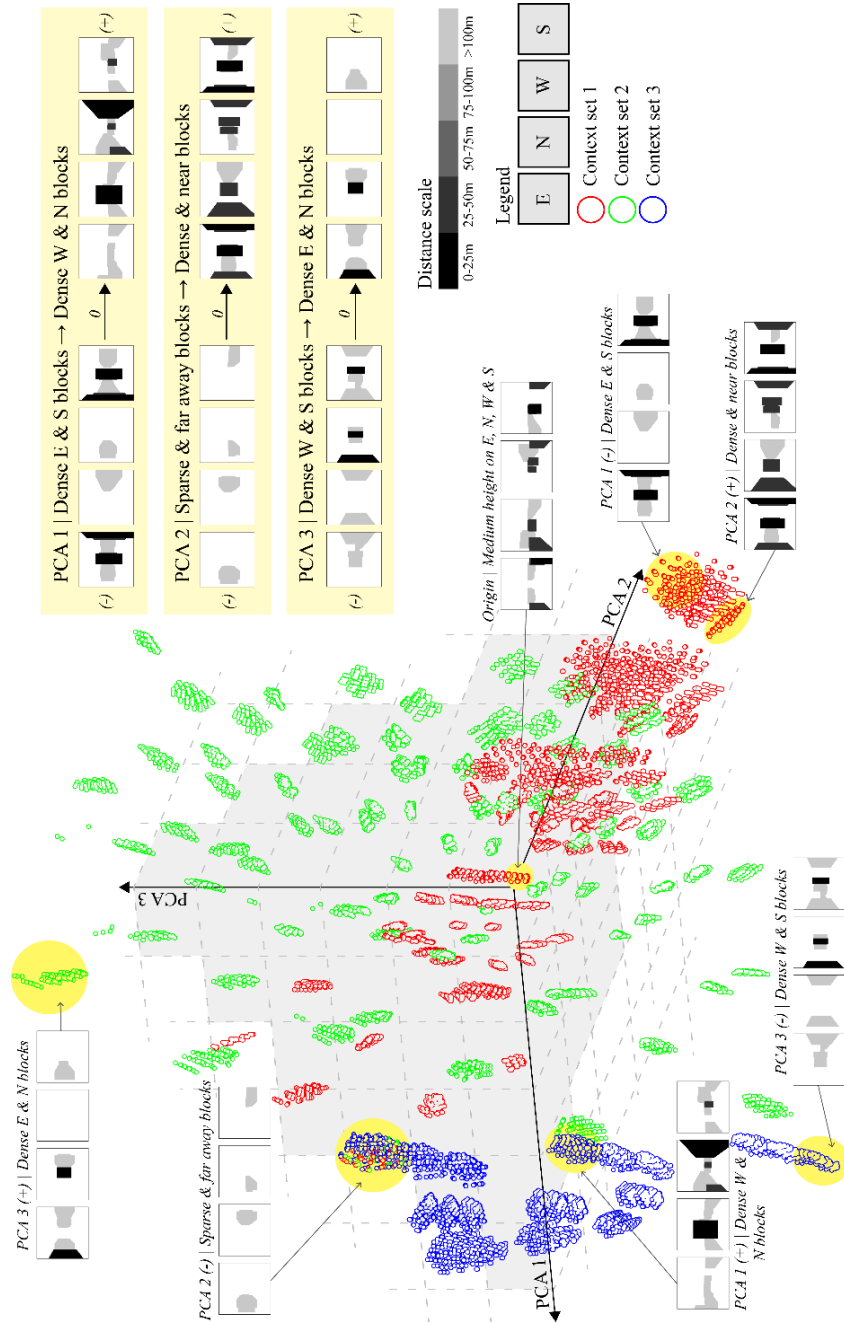 PCA 1 | Dense E & S blocks → Dense W & N blocks
(-)
0
(+)
PCA 2 | Sparse & far away blocks → Dense & near blocks
(-)
0
(+)
PCA 3 | Dense W & S blocks → Dense E & N blocks
(-)
0
(+)
Distance scale
0-25m
25-50m
50-75m
75-100m
>100m
Legend
E
N
W
S
Context set 1
Context set 2
Context set 3
PCA 3 (+) | Dense E & N blocks
PCA 2 (-) | Sparse & far away blocks
PCA 1 (+) | Dense W &
N blocks
PCA 3 (-) | Dense W & S blocks
Origin | Medium height on E, N, W & S
PCA 1 (-) | Dense E & S blocks
PCA 2 (+) | Dense & near blocks
PCA 1
PCA 2
PCA 3